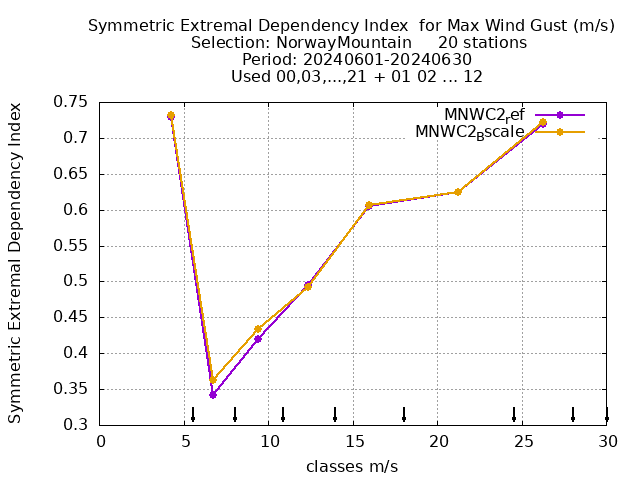 Symmetric Extremal Dependency Index  for Max Wind Gust (m/s)
Selection: NorwayMountain     20 stations
Period: 20240601-20240630
Used 00,03,...,21 + 01 02 ... 12
Symmetric Extremal Dependency Index
0.75
0.7
0.65
0.6
0.55
0.5
0.45
0.4
0.35
0.3
MNWC2ref
MNWC2Bscale
0 5 10 15 20 25 30
classes m/s